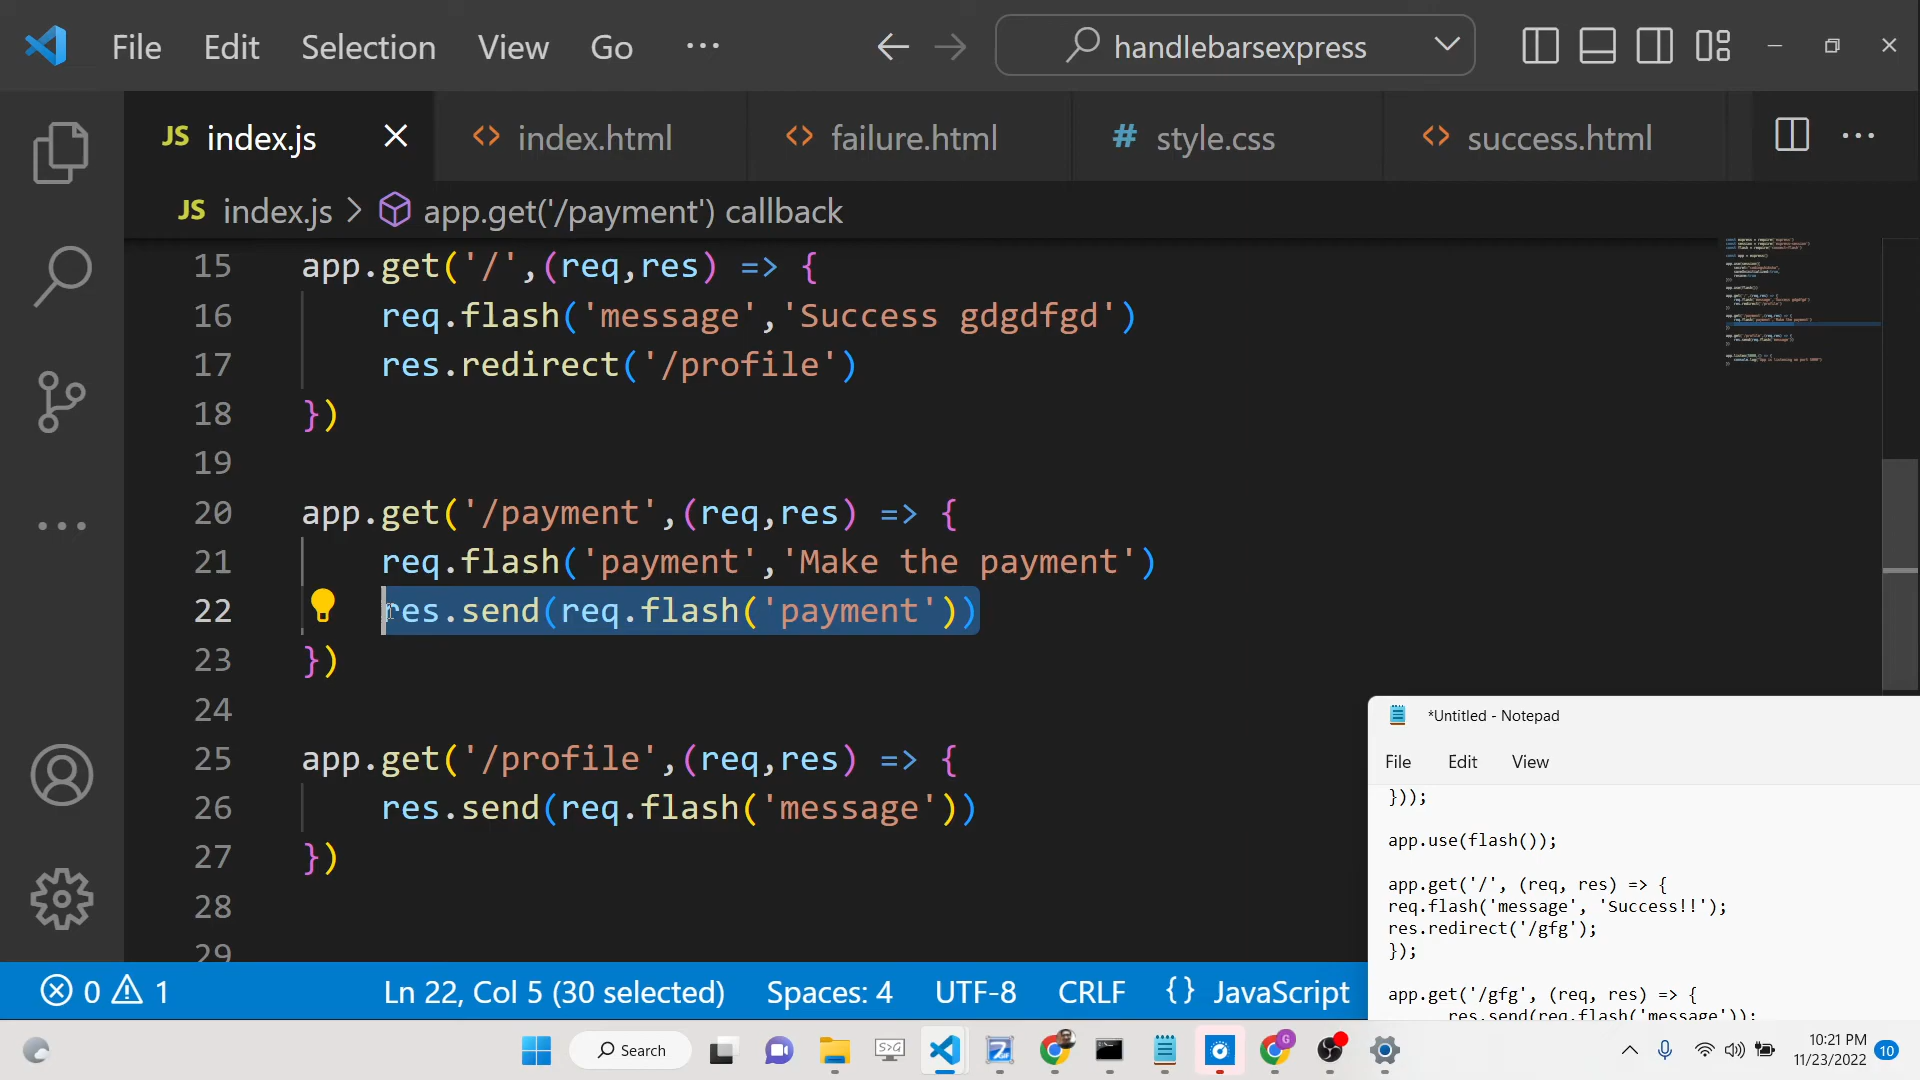 File Edit Selection View Go ... handlebarsexpress
JS index.js index.html failure.html # style.css success.html ...
JS index.js > app.get('/payment') callback
15 app.get('/',(req,res) => {
16 req.flash('message','Success gdgdfgd')
17 res.redirect('/profile')
18 })
19
20 app.get('/payment',(req,res) => {
21 req.flash('payment','Make the payment')
22 res.send(req.flash('payment'))
23 })
24
25 app.get('/profile',(req,res) => {
26 res.send(req.flash('message'))
27 })
28
29
*Untitled - Notepad
File Edit View
}));
app.use(flash());
app.get('/', (req, res) => {
req.flash('message', 'Success!!');
res.redirect('/gfg');
});
app.get('/gfg', (req, res) => {
res.send(req.flash('message'));
0 1 Ln 22, Col 5 (30 selected) Spaces: 4 UTF-8 CRLF {} JavaScript
Search
10:21 PM
11/23/2022
10